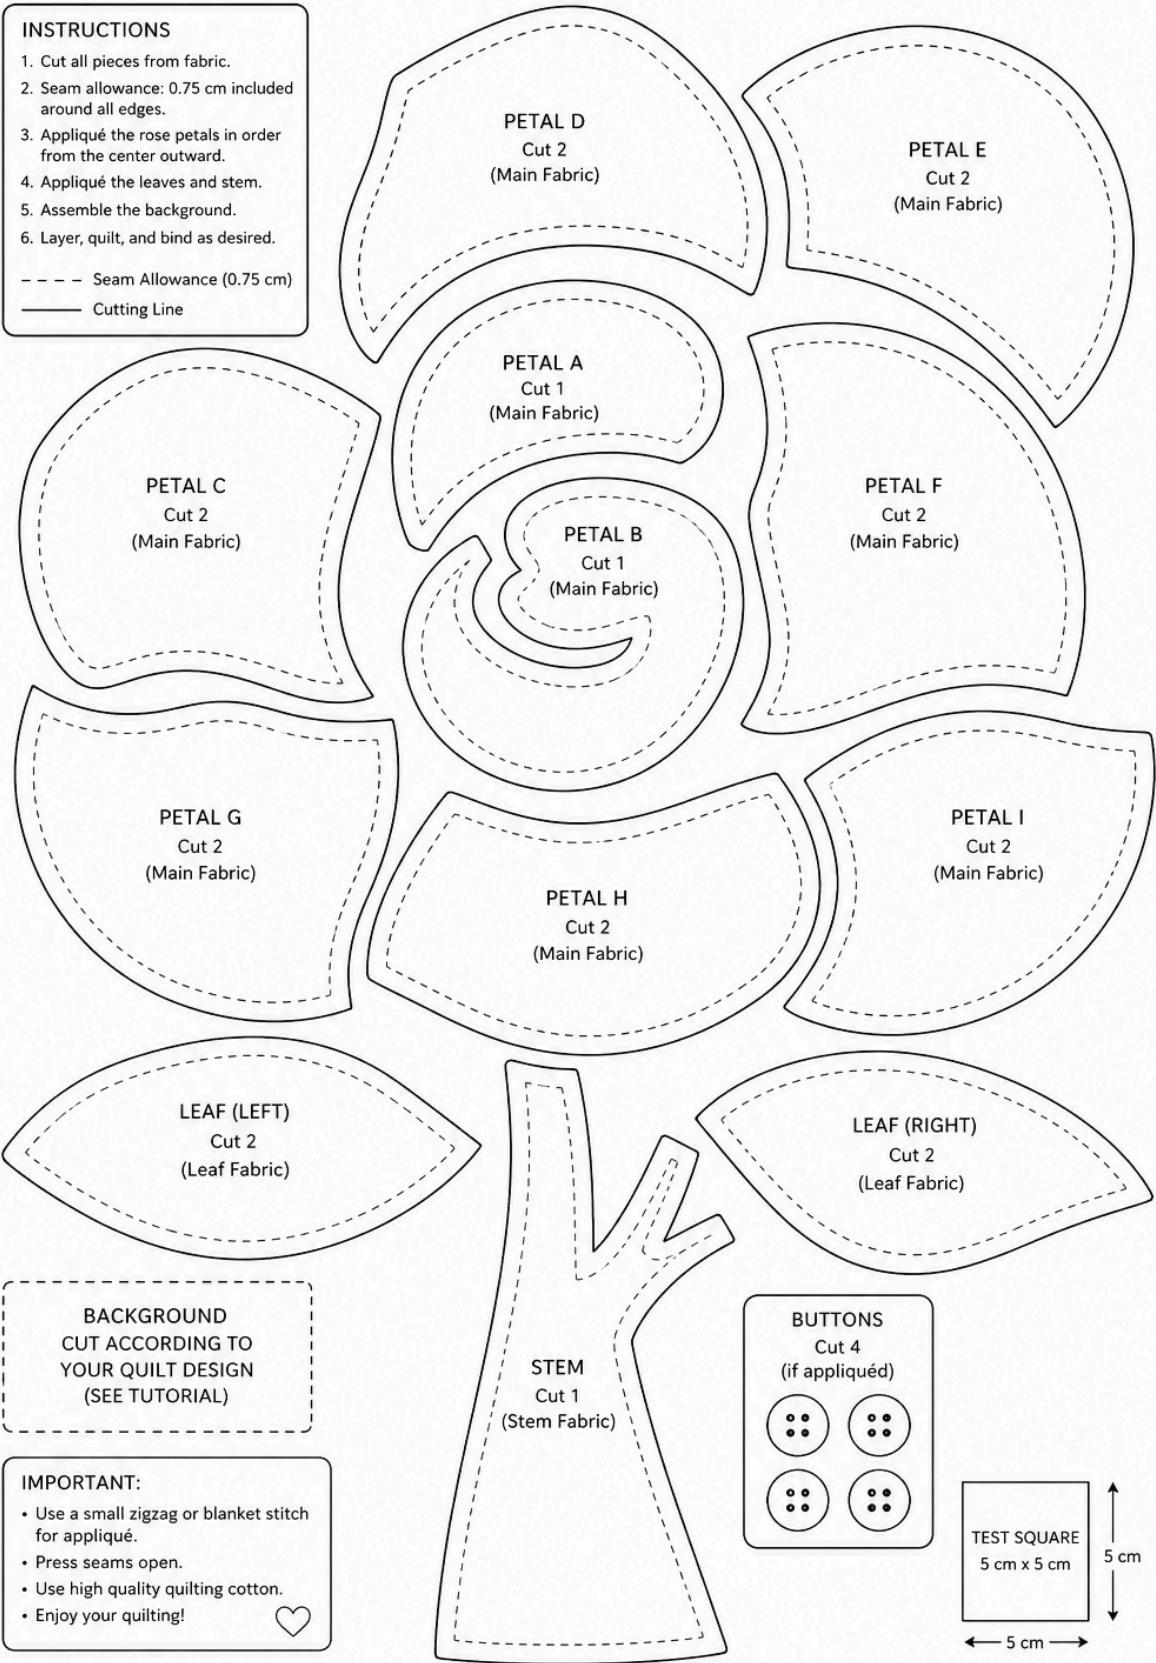 INSTRUCTIONS
1. Cut all pieces from fabric.
2. Seam allowance: 0.75 cm included
around all edges.
3. Appliqué the rose petals in order
from the center outward.
4. Appliqué the leaves and stem.
5. Assemble the background.
6. Layer, quilt, and bind as desired.
Seam Allowance (0.75 cm)
Cutting Line
PETAL D
Cut 2
(Main Fabric)
PETAL E
Cut 2
(Main Fabric)
PETAL A
Cut 1
(Main Fabric)
PETAL C
Cut 2
(Main Fabric)
PETAL B
Cut 1
(Main Fabric)
PETAL F
Cut 2
(Main Fabric)
PETAL G
Cut 2
(Main Fabric)
PETAL H
Cut 2
(Main Fabric)
PETAL I
Cut 2
(Main Fabric)
LEAF (LEFT)
Cut 2
(Leaf Fabric)
LEAF (RIGHT)
Cut 2
(Leaf Fabric)
BACKGROUND
CUT ACCORDING TO
YOUR QUILT DESIGN
(SEE TUTORIAL)
STEM
Cut 1
(Stem Fabric)
BUTTONS
Cut 4
(if appliquéd)
IMPORTANT:
• Use a small zigzag or blanket stitch
for appliqué.
• Press seams open.
• Use high quality quilting cotton.
• Enjoy your quilting!
TEST SQUARE
5 cm x 5 cm
5 cm
5 cm